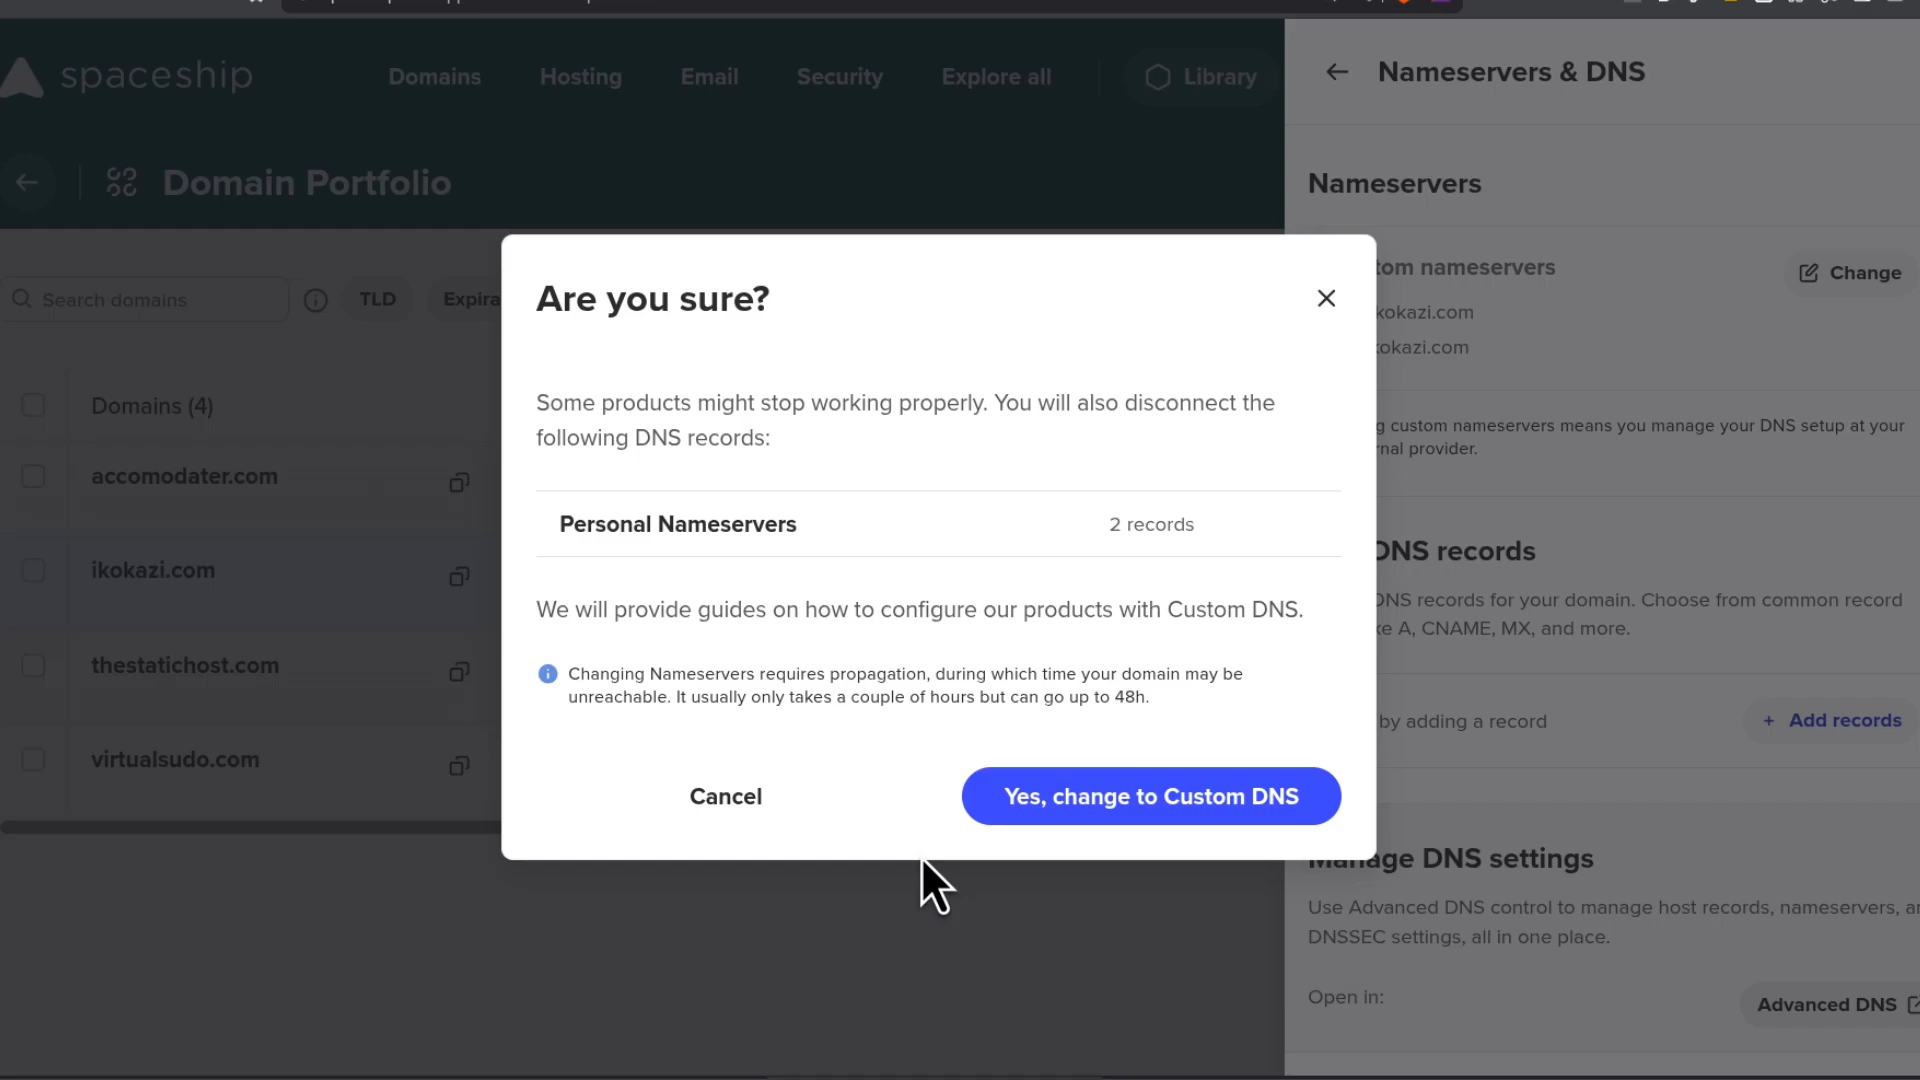 spaceship
Domains
Hosting
Email
Security
Explore all
Library
Nameservers & DNS
Domain Portfolio
Nameservers
Search domains
TLD
Expira
Are you sure?
tom nameservers
Change
kokazi.com
kokazi.com
Some products might stop working properly. You will also disconnect the
following DNS records:
Domains (4)
g custom nameservers means you manage your DNS setup at your
nal provider.
accomodater.com
Personal Nameservers
2 records
DNS records
ikokazi.com
DNS records for your domain. Choose from common record
ke A, CNAME, MX, and more.
We will provide guides on how to configure our products with Custom DNS.
thestatichost.com
Changing Nameservers requires propagation, during which time your domain may be
unreachable. It usually only takes a couple of hours but can go up to 48h.
by adding a record
+ Add records
virtualsudo.com
Cancel
Yes, change to Custom DNS
Manage DNS settings
Use Advanced DNS control to manage host records, nameservers, an
DNSSEC settings, all in one place.
Open in:
Advanced DNS